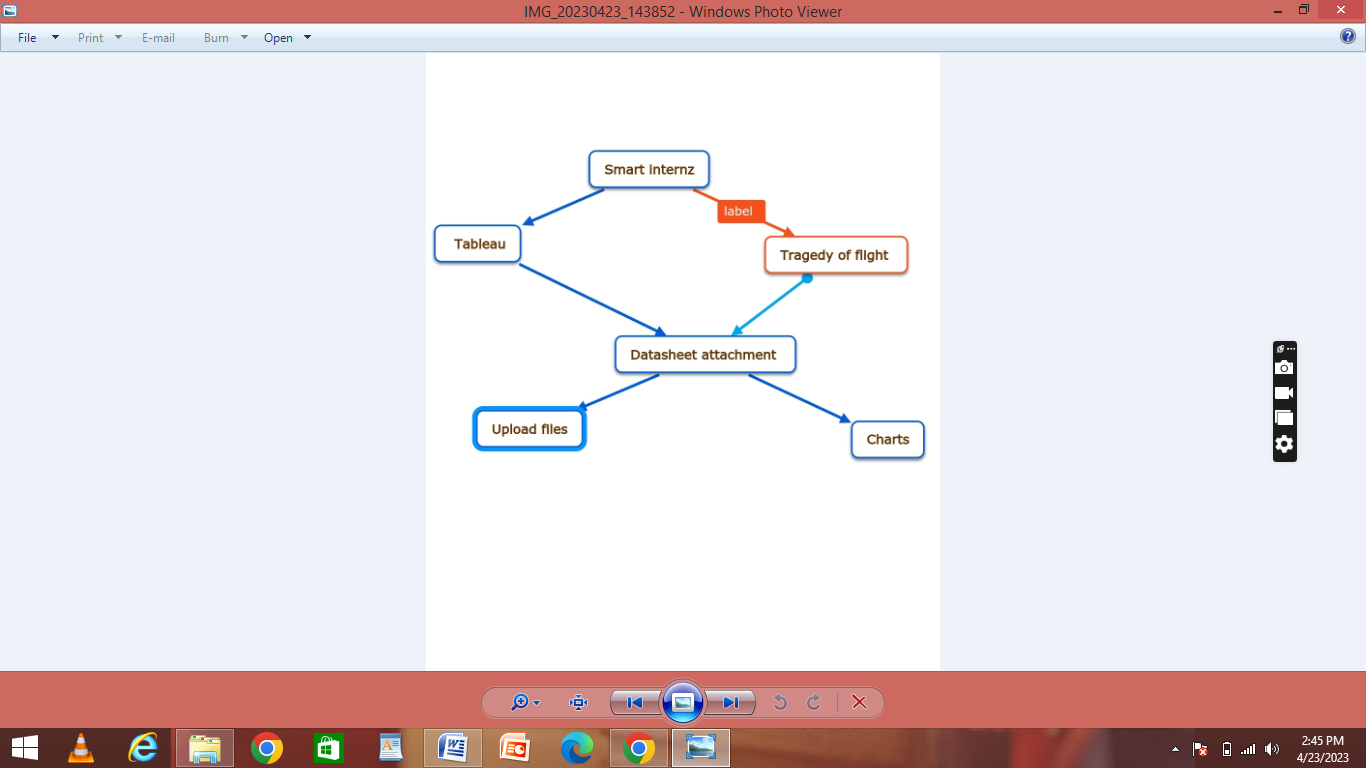 IMG_20230423_143852 - Windows Photo Viewer
File Print E-mail Burn Open
Smart internz
label
Tableau
Tragedy of flight
Datasheet attachment
Upload files
Charts
2:45 PM
4/23/2023